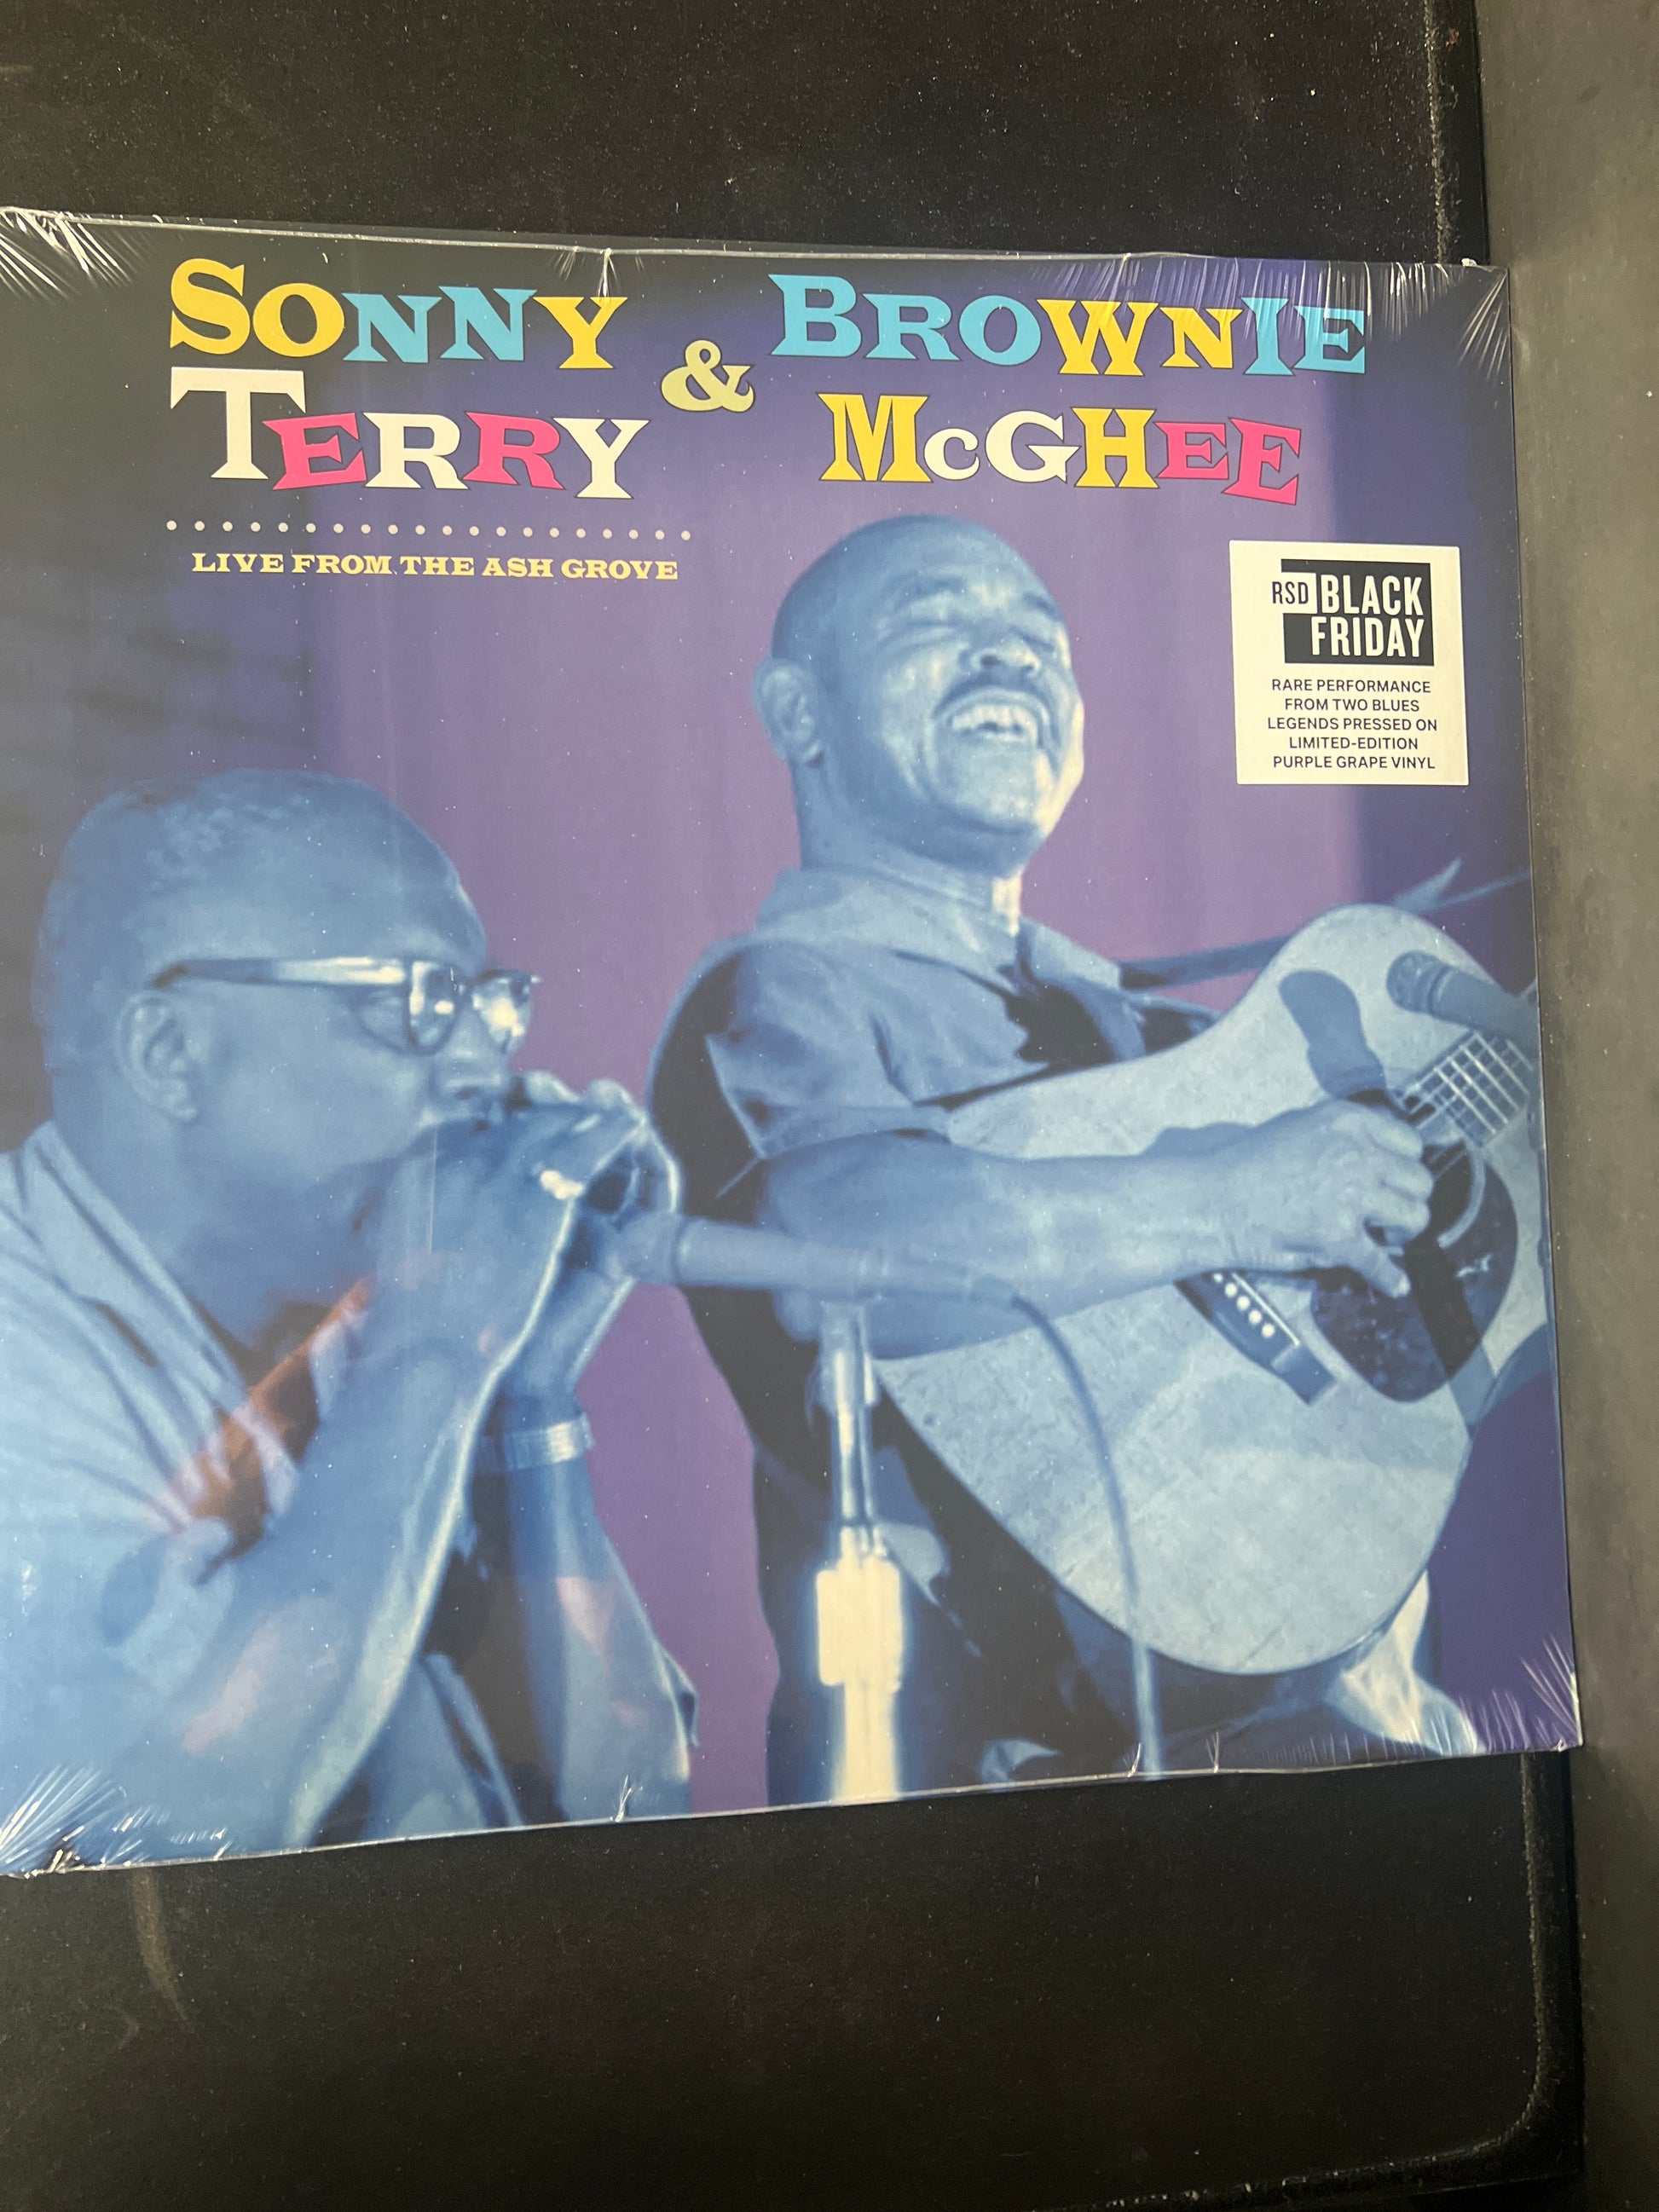 SONNY
TERRY
&
BROWNIE
McGHEE
LIVE FROM THE ASH GROVE
RSD BLACK
FRIDAY
RARE PERFORMANCE
FROM TWO BLUES
LEGENDS PRESSED ON
LIMITED-EDITION
PURPLE GRAPE VINYL